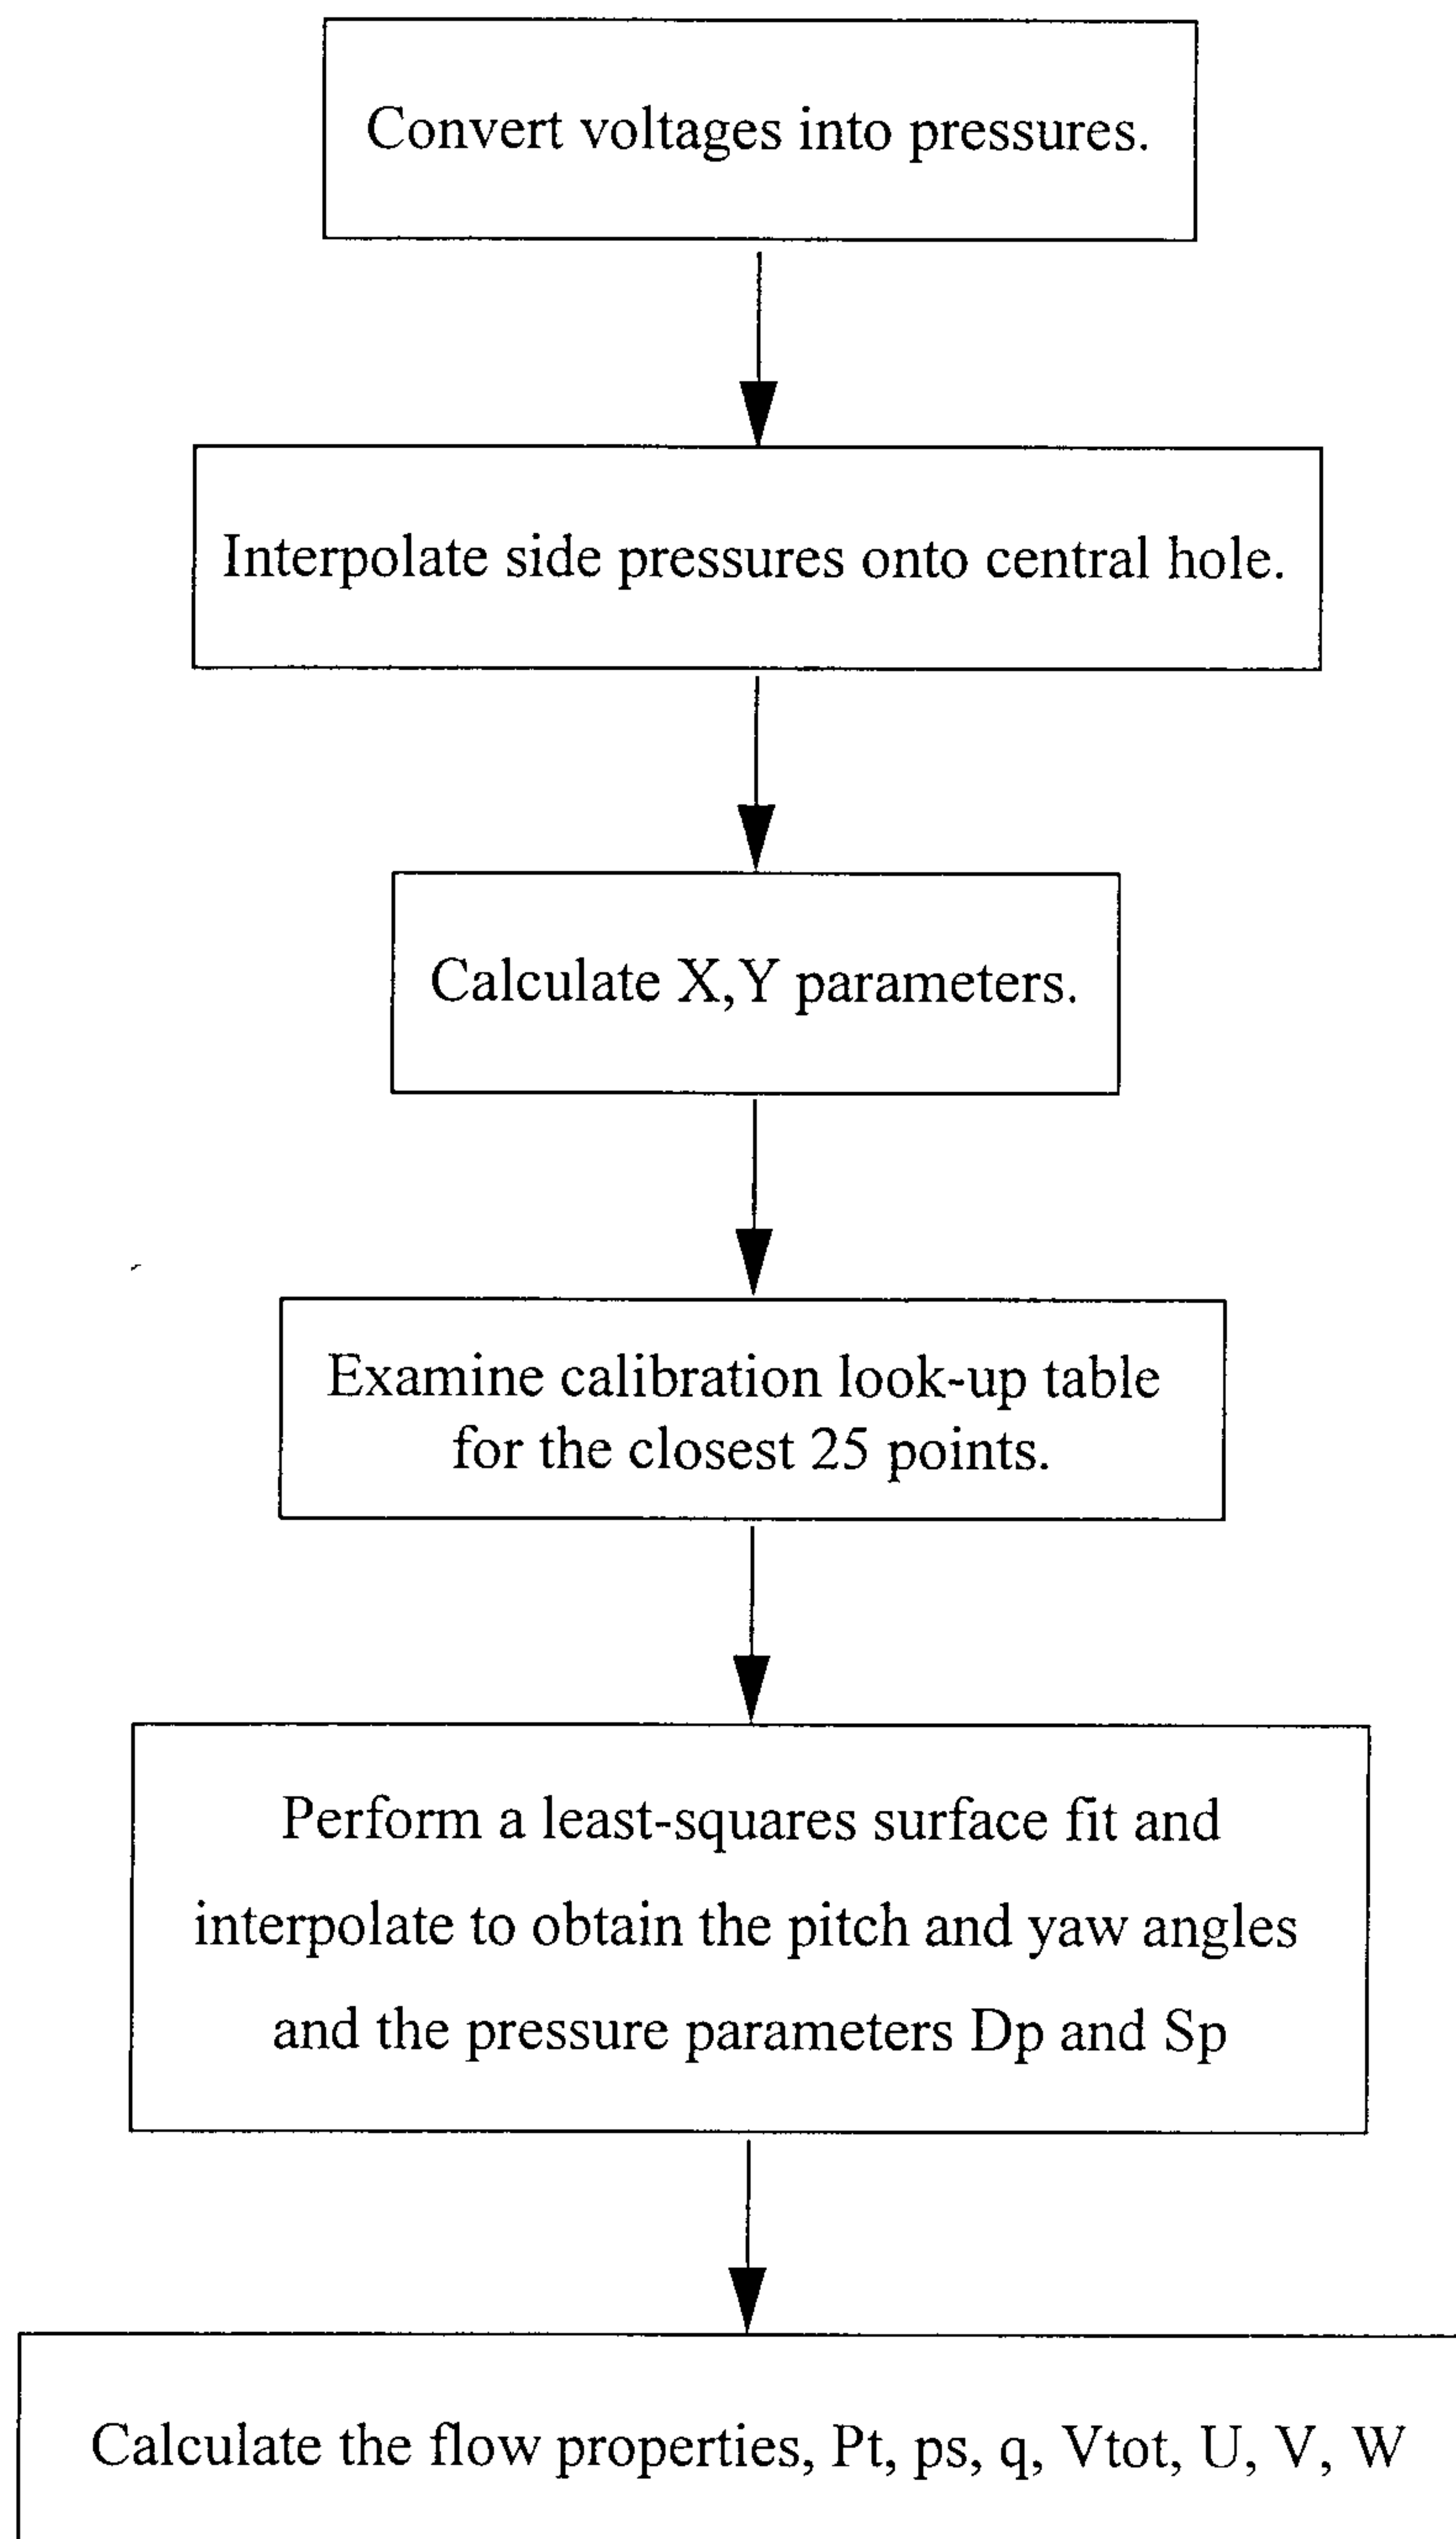 Convert voltages into pressures.
Interpolate side pressures onto central hole.
Calculate X,Y parameters.
Examine calibration look-up table
for the closest 25 points.
Perform a least-squares surface fit and
interpolate to obtain the pitch and yaw angles
and the pressure parameters Dp and Sp
Calculate the flow properties, Pt, ps, q, Vtot, U, V, W